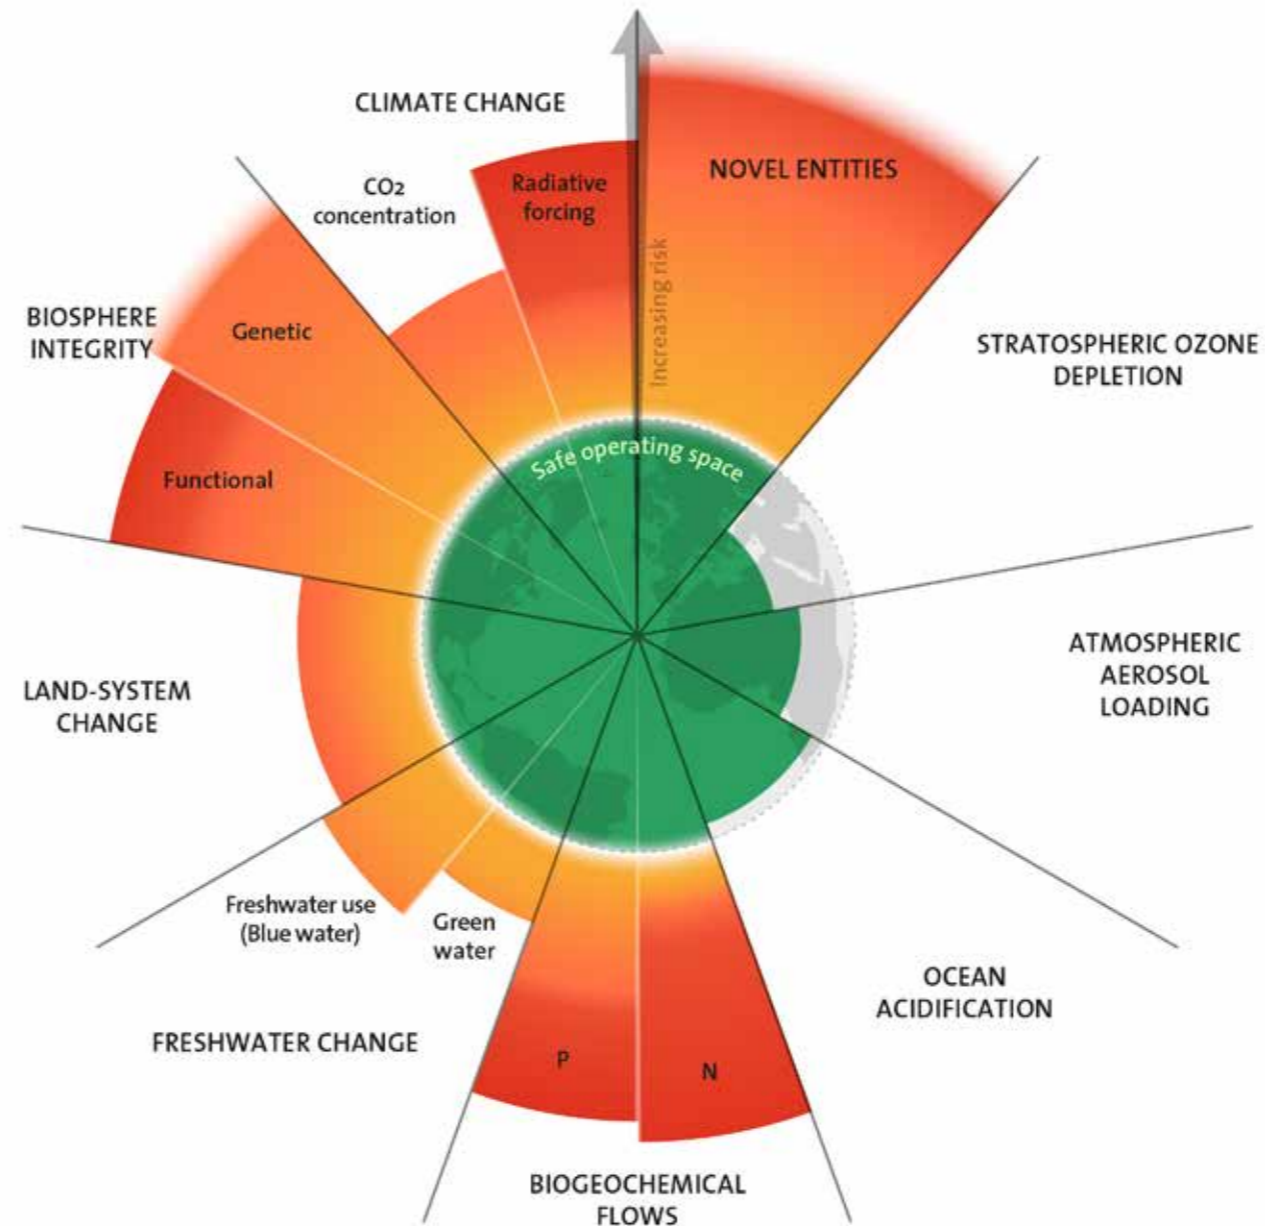 CLIMATE CHANGE
CO2
concentration
Radiative
forcing
NOVEL ENTITIES
Increasing risk
STRATOSPHERIC OZONE
DEPLETION
BIOSPHERE
INTEGRITY
Genetic
Functional
Safe operating space
ATMOSPHERIC
AEROSOL
LOADING
LAND-SYSTEM
CHANGE
Freshwater use
(Blue water)
Green
water
FRESHWATER CHANGE
OCEAN
ACIDIFICATION
P
N
BIOGEOCHEMICAL
FLOWS